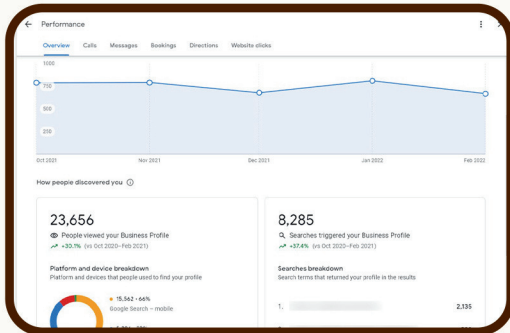 Performance
Overview Calls Messages Bookings Directions Website clicks
1000
750
500
250
Oct 2021 Nov 2021 Dec 2021 Jan 2022 Feb 2022
How people discovered you
23,656
People viewed your Business Profile
(vs Oct 2020–Feb 2021)
Platform and device breakdown
Platform and devices that people used to find your profile
15,562 · 66%
Google Search – mobile
8,285
Searches triggered your Business Profile
+37.4% (vs Oct 2020–Feb 2021)
Searches breakdown
Search terms that returned your profile in the results
1. 2,135